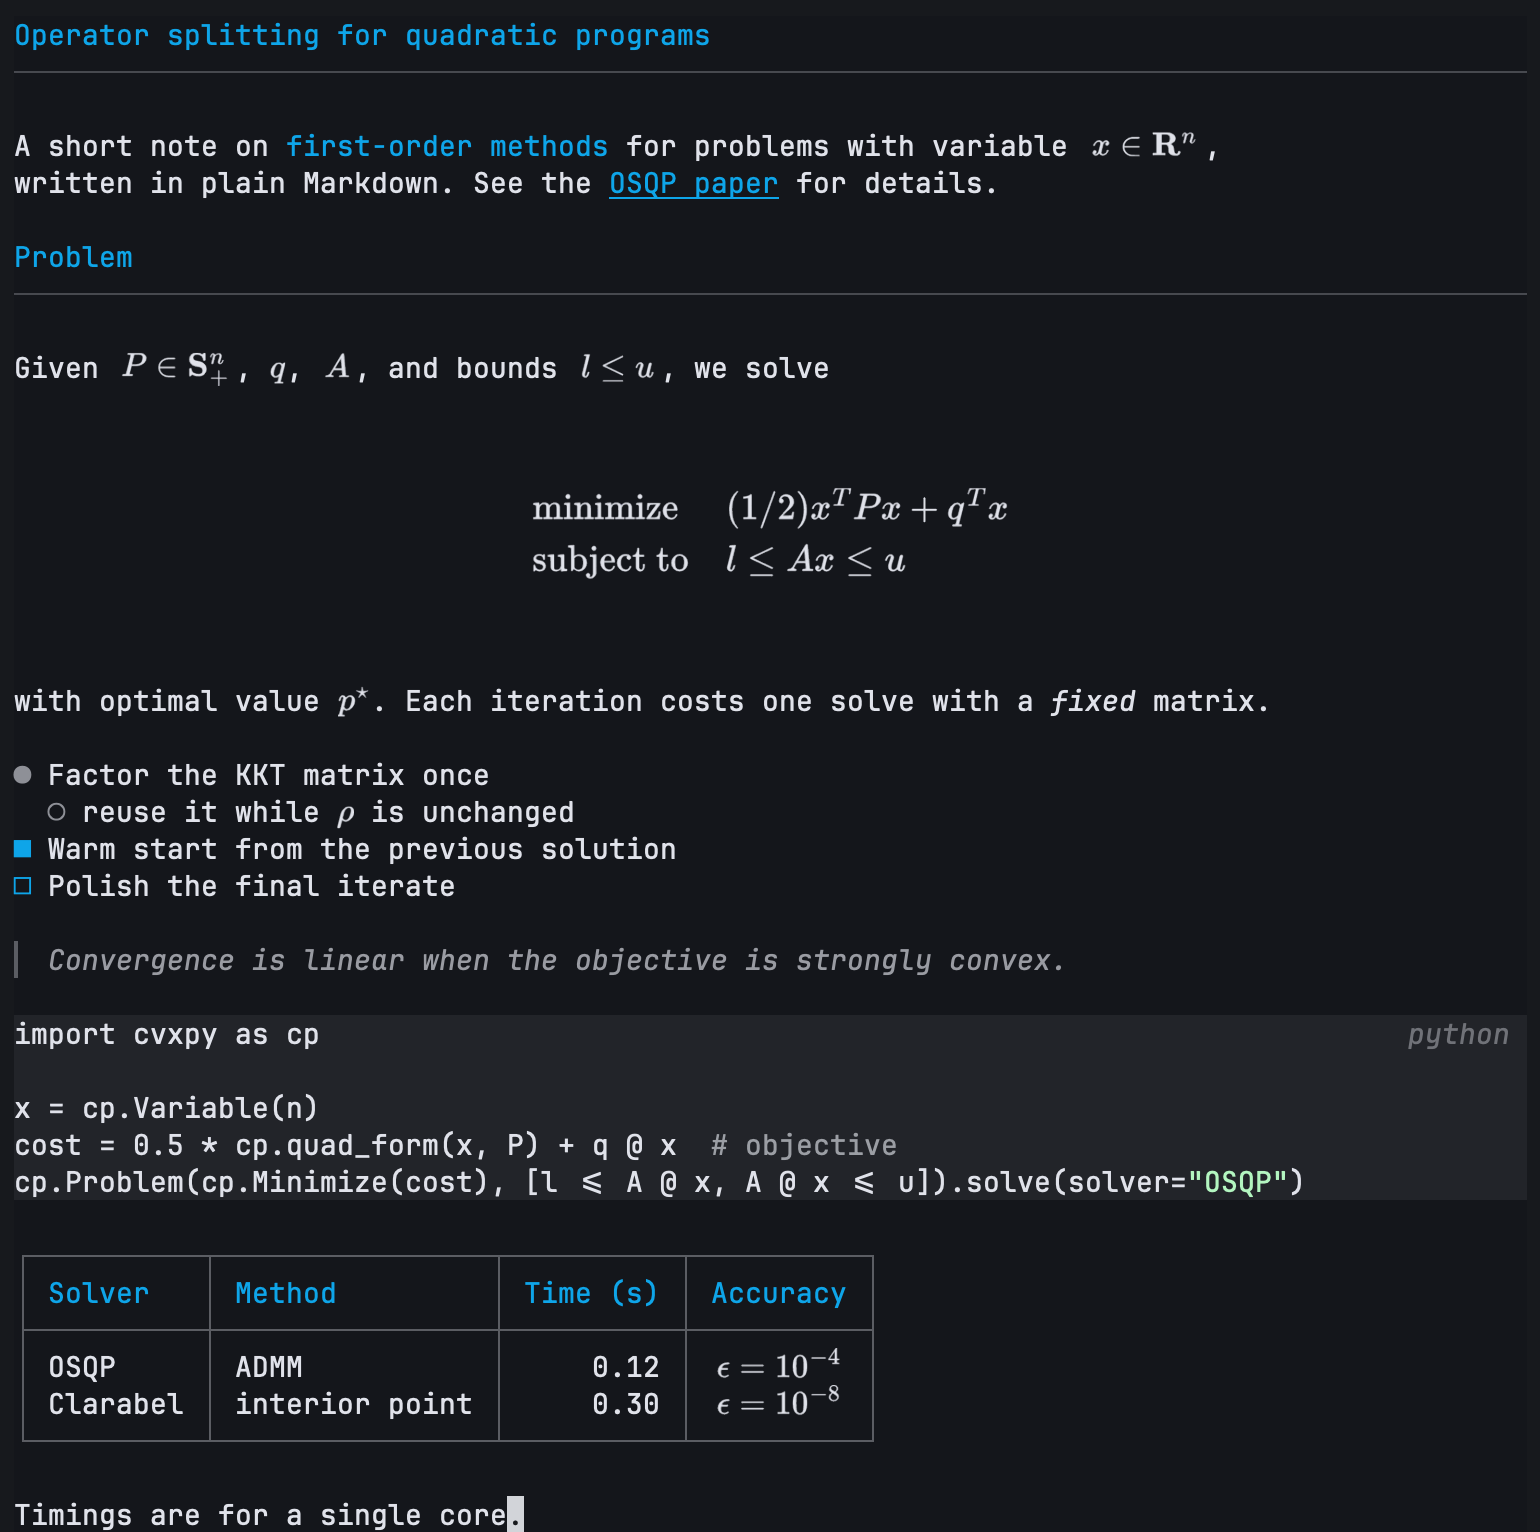 Operator splitting for quadratic programs
A short note on first-order methods for problems with variable x ∈ Rⁿ,
written in plain Markdown. See the OSQP paper for details.
Problem
Given P ∈ S₊ⁿ, q, A, and bounds l ≤ u, we solve
minimize (1/2)xᵀPx + qᵀx
subject to l ≤ Ax ≤ u
with optimal value p⋆. Each iteration costs one solve with a fixed matrix.
● Factor the KKT matrix once
○ reuse it while ρ is unchanged
■ Warm start from the previous solution
□ Polish the final iterate
Convergence is linear when the objective is strongly convex.
import cvxpy as cp python
x = cp.Variable(n)
cost = 0.5 * cp.quad_form(x, P) + q @ x  # objective
cp.Problem(cp.Minimize(cost), [l <= A @ x, A @ x <= u]).solve(solver="OSQP")
Solver Method Time (s) Accuracy
OSQP ADMM 0.12 ϵ = 10⁻⁴
Clarabel interior point 0.30 ϵ = 10⁻⁸
Timings are for a single core.